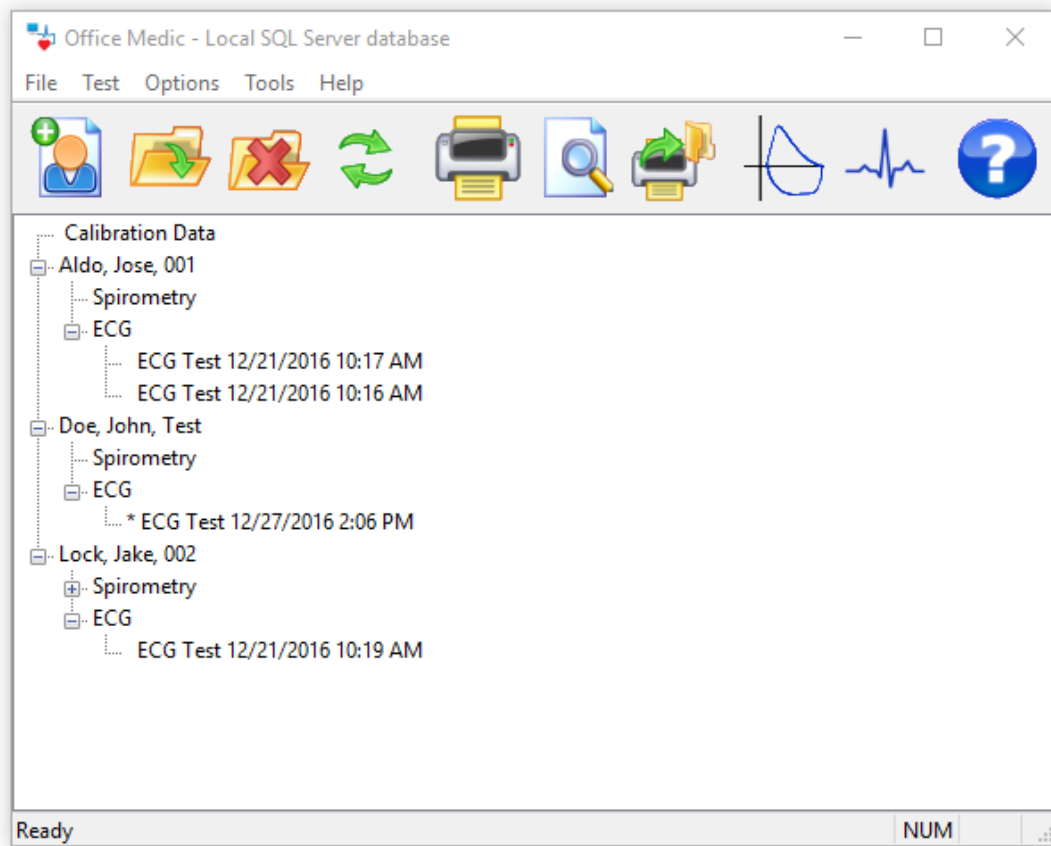 Office Medic - Local SQL Server database
File Test Options Tools Help
Calibration Data
Aldo, Jose, 001
Spirometry
ECG
ECG Test 12/21/2016 10:17 AM
ECG Test 12/21/2016 10:16 AM
Doe, John, Test
Spirometry
ECG
* ECG Test 12/27/2016 2:06 PM
Lock, Jake, 002
Spirometry
ECG
ECG Test 12/21/2016 10:19 AM
Ready NUM